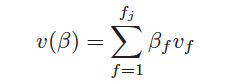 v(β) = ∑_{f=1}^{f_j} β_f v_f